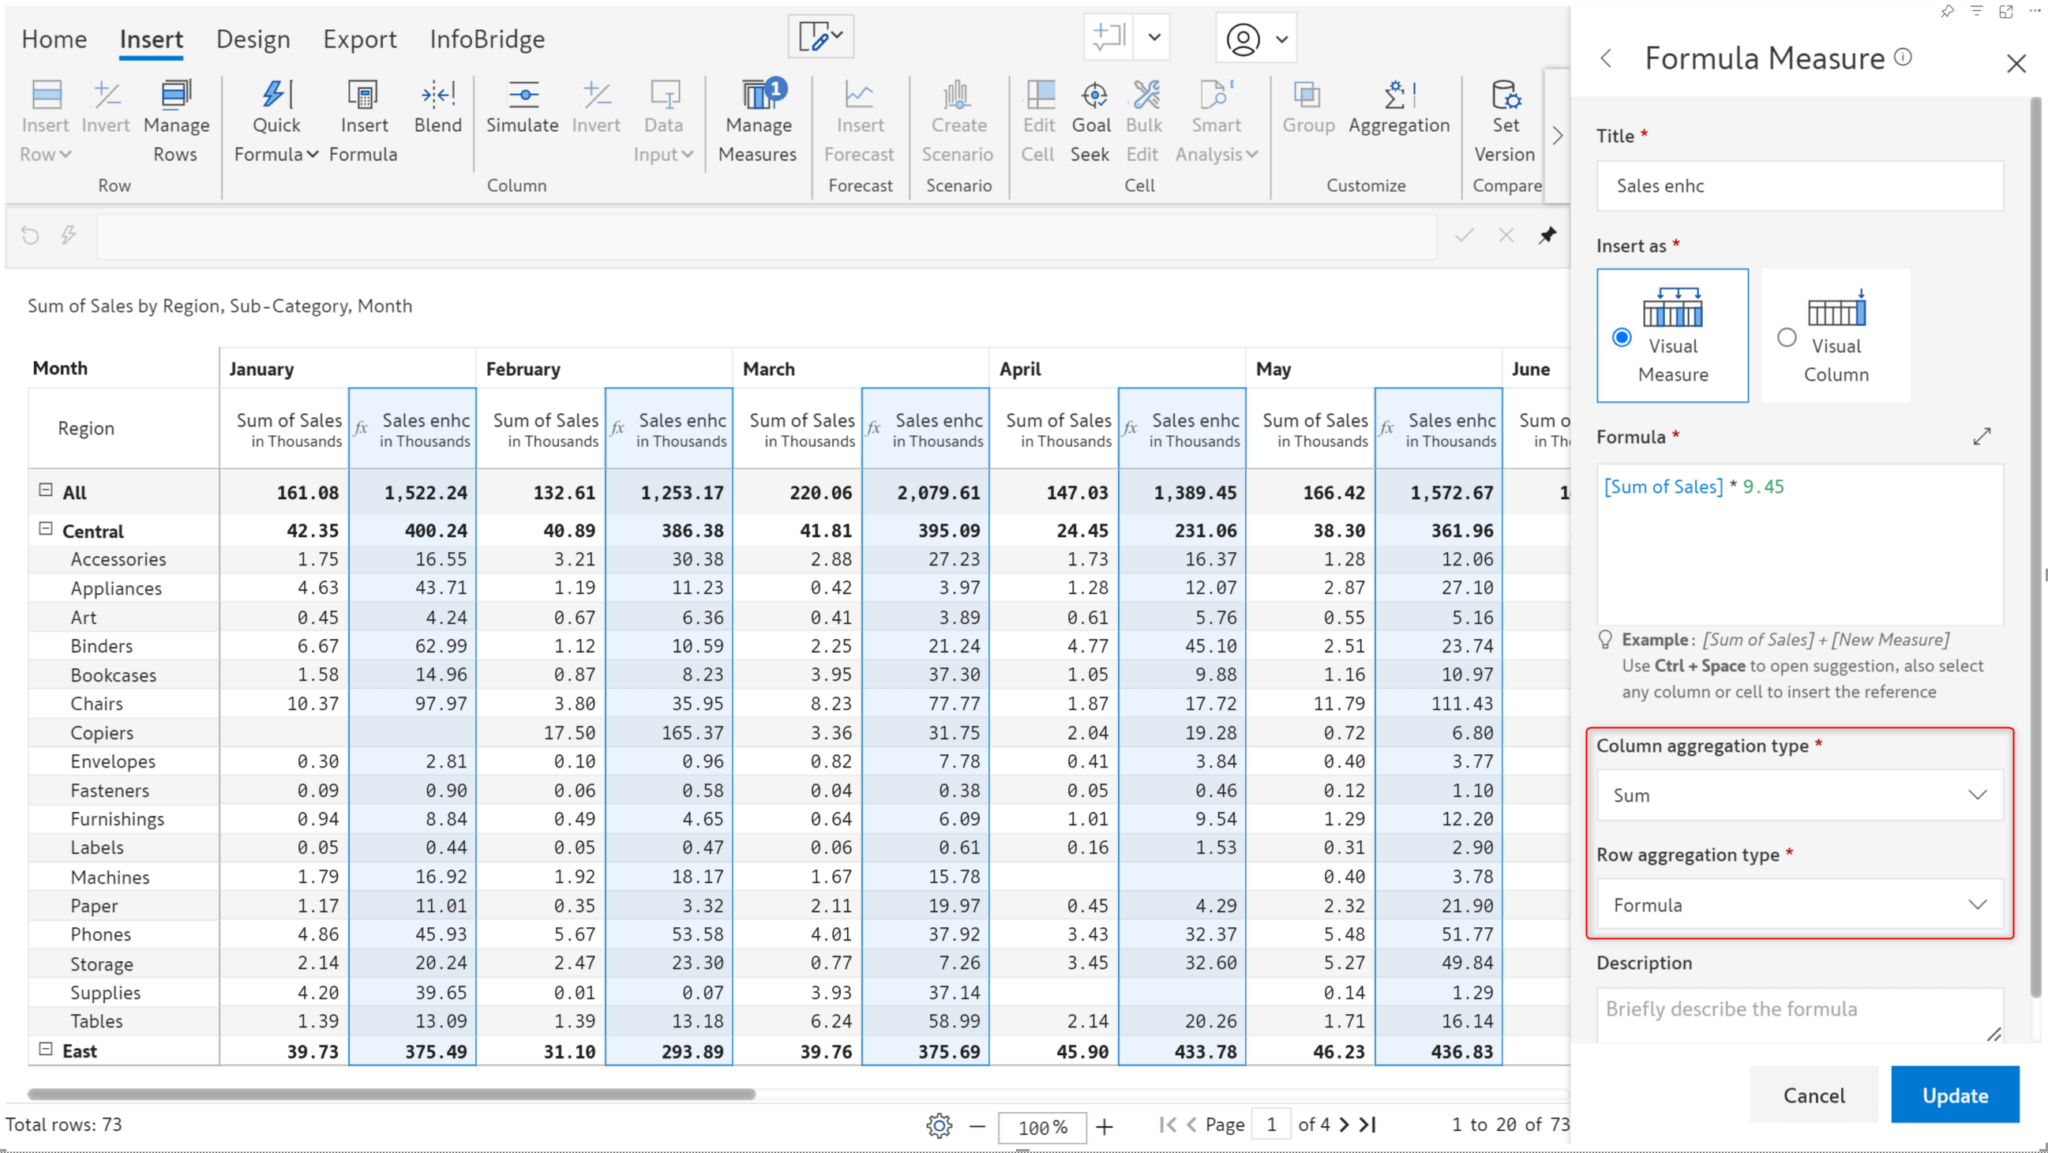 Home Insert Design Export InfoBridge
Insert Row Invert Manage Rows Quick Formula Insert Formula Blend Simulate Invert Data Input Manage Measures 1 Insert Forecast Create Scenario Edit Cell Goal Seek Bulk Edit Smart Analysis Group Aggregation Set Version
Row Column Forecast Scenario Cell Customize Compare
Sum of Sales by Region, Sub-Category, Month
Month January February March April May June
Region Sum of Sales in Thousands fx Sales enhc in Thousands Sum of Sales in Thousands fx Sales enhc in Thousands Sum of Sales in Thousands fx Sales enhc in Thousands Sum of Sales in Thousands fx Sales enhc in Thousands Sum of Sales in Thousands fx Sales enhc in Thousands Sum o in Th
All 161.08 1,522.24 132.61 1,253.17 220.06 2,079.61 147.03 1,389.45 166.42 1,572.67
Central 42.35 400.24 40.89 386.38 41.81 395.09 24.45 231.06 38.30 361.96
Accessories 1.75 16.55 3.21 30.38 2.88 27.23 1.73 16.37 1.28 12.06
Appliances 4.63 43.71 1.19 11.23 0.42 3.97 1.28 12.07 2.87 27.10
Art 0.45 4.24 0.67 6.36 0.41 3.89 0.61 5.76 0.55 5.16
Binders 6.67 62.99 1.12 10.59 2.25 21.24 4.77 45.10 2.51 23.74
Bookcases 1.58 14.96 0.87 8.23 3.95 37.30 1.05 9.88 1.16 10.97
Chairs 10.37 97.97 3.80 35.95 8.23 77.77 1.87 17.72 11.79 111.43
Copiers 17.50 165.37 3.36 31.75 2.04 19.28 0.72 6.80
Envelopes 0.30 2.81 0.10 0.96 0.82 7.78 0.41 3.84 0.40 3.77
Fasteners 0.09 0.90 0.06 0.58 0.04 0.38 0.05 0.46 0.12 1.10
Furnishings 0.94 8.84 0.49 4.65 0.64 6.09 1.01 9.54 1.29 12.20
Labels 0.05 0.44 0.05 0.47 0.06 0.61 0.16 1.53 0.31 2.90
Machines 1.79 16.92 1.92 18.17 1.67 15.78 0.40 3.78
Paper 1.17 11.01 0.35 3.32 2.11 19.97 0.45 4.29 2.32 21.90
Phones 4.86 45.93 5.67 53.58 4.01 37.92 3.43 32.37 5.48 51.77
Storage 2.14 20.24 2.47 23.30 0.77 7.26 3.45 32.60 5.27 49.84
Supplies 4.20 39.65 0.01 0.07 3.93 37.14 0.14 1.29
Tables 1.39 13.09 1.39 13.18 6.24 58.99 2.14 20.26 1.71 16.14
East 39.73 375.49 31.10 293.89 39.76 375.69 45.90 433.78 46.23 436.83
Total rows: 73 100 % Page 1 of 4 1 to 20 of 73
Formula Measure
Title *
Sales enhc
Insert as *
Visual Measure
Visual Column
Formula *
[Sum of Sales] * 9.45
Example : [Sum of Sales] + [New Measure]
Use Ctrl + Space to open suggestion, also select
any column or cell to insert the reference
Column aggregation type *
Sum
Row aggregation type *
Formula
Description
Briefly describe the formula
Cancel Update